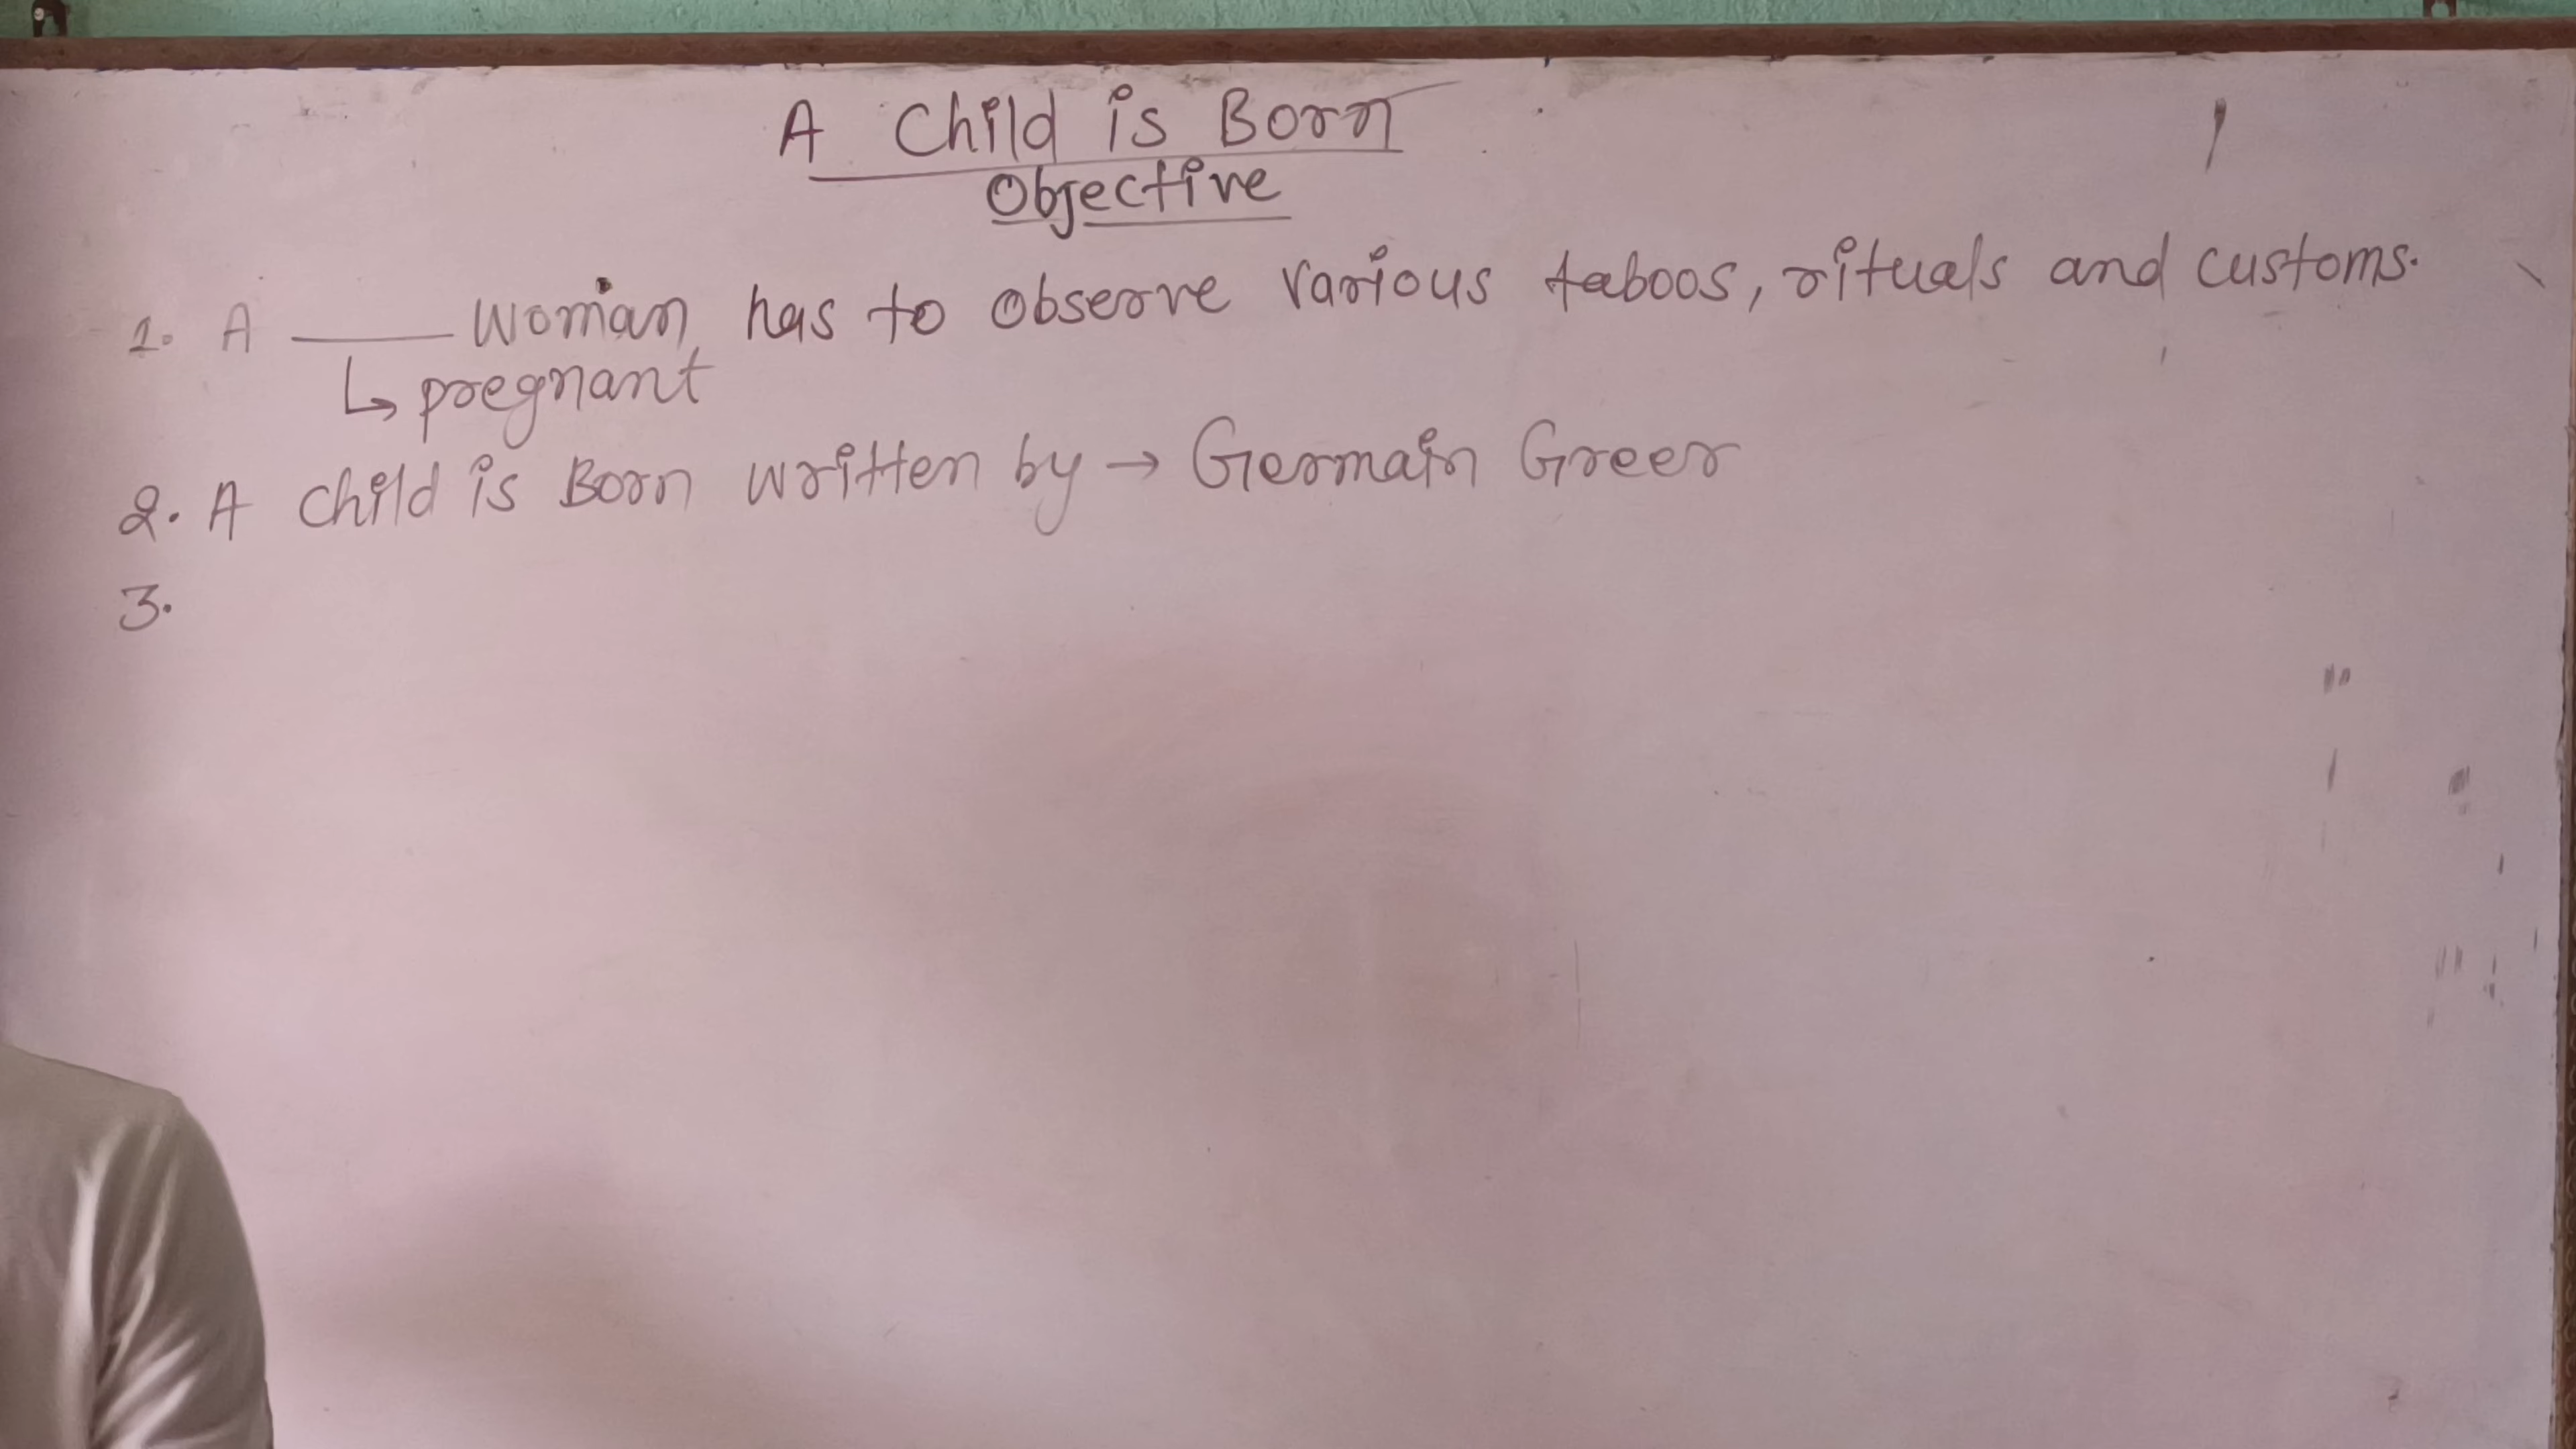 A Child is Born
Objective
1. A _____ woman has to observe various taboos, rituals and customs.
↳ pregnant
2. A child is Born written by → Germain Greer
3.